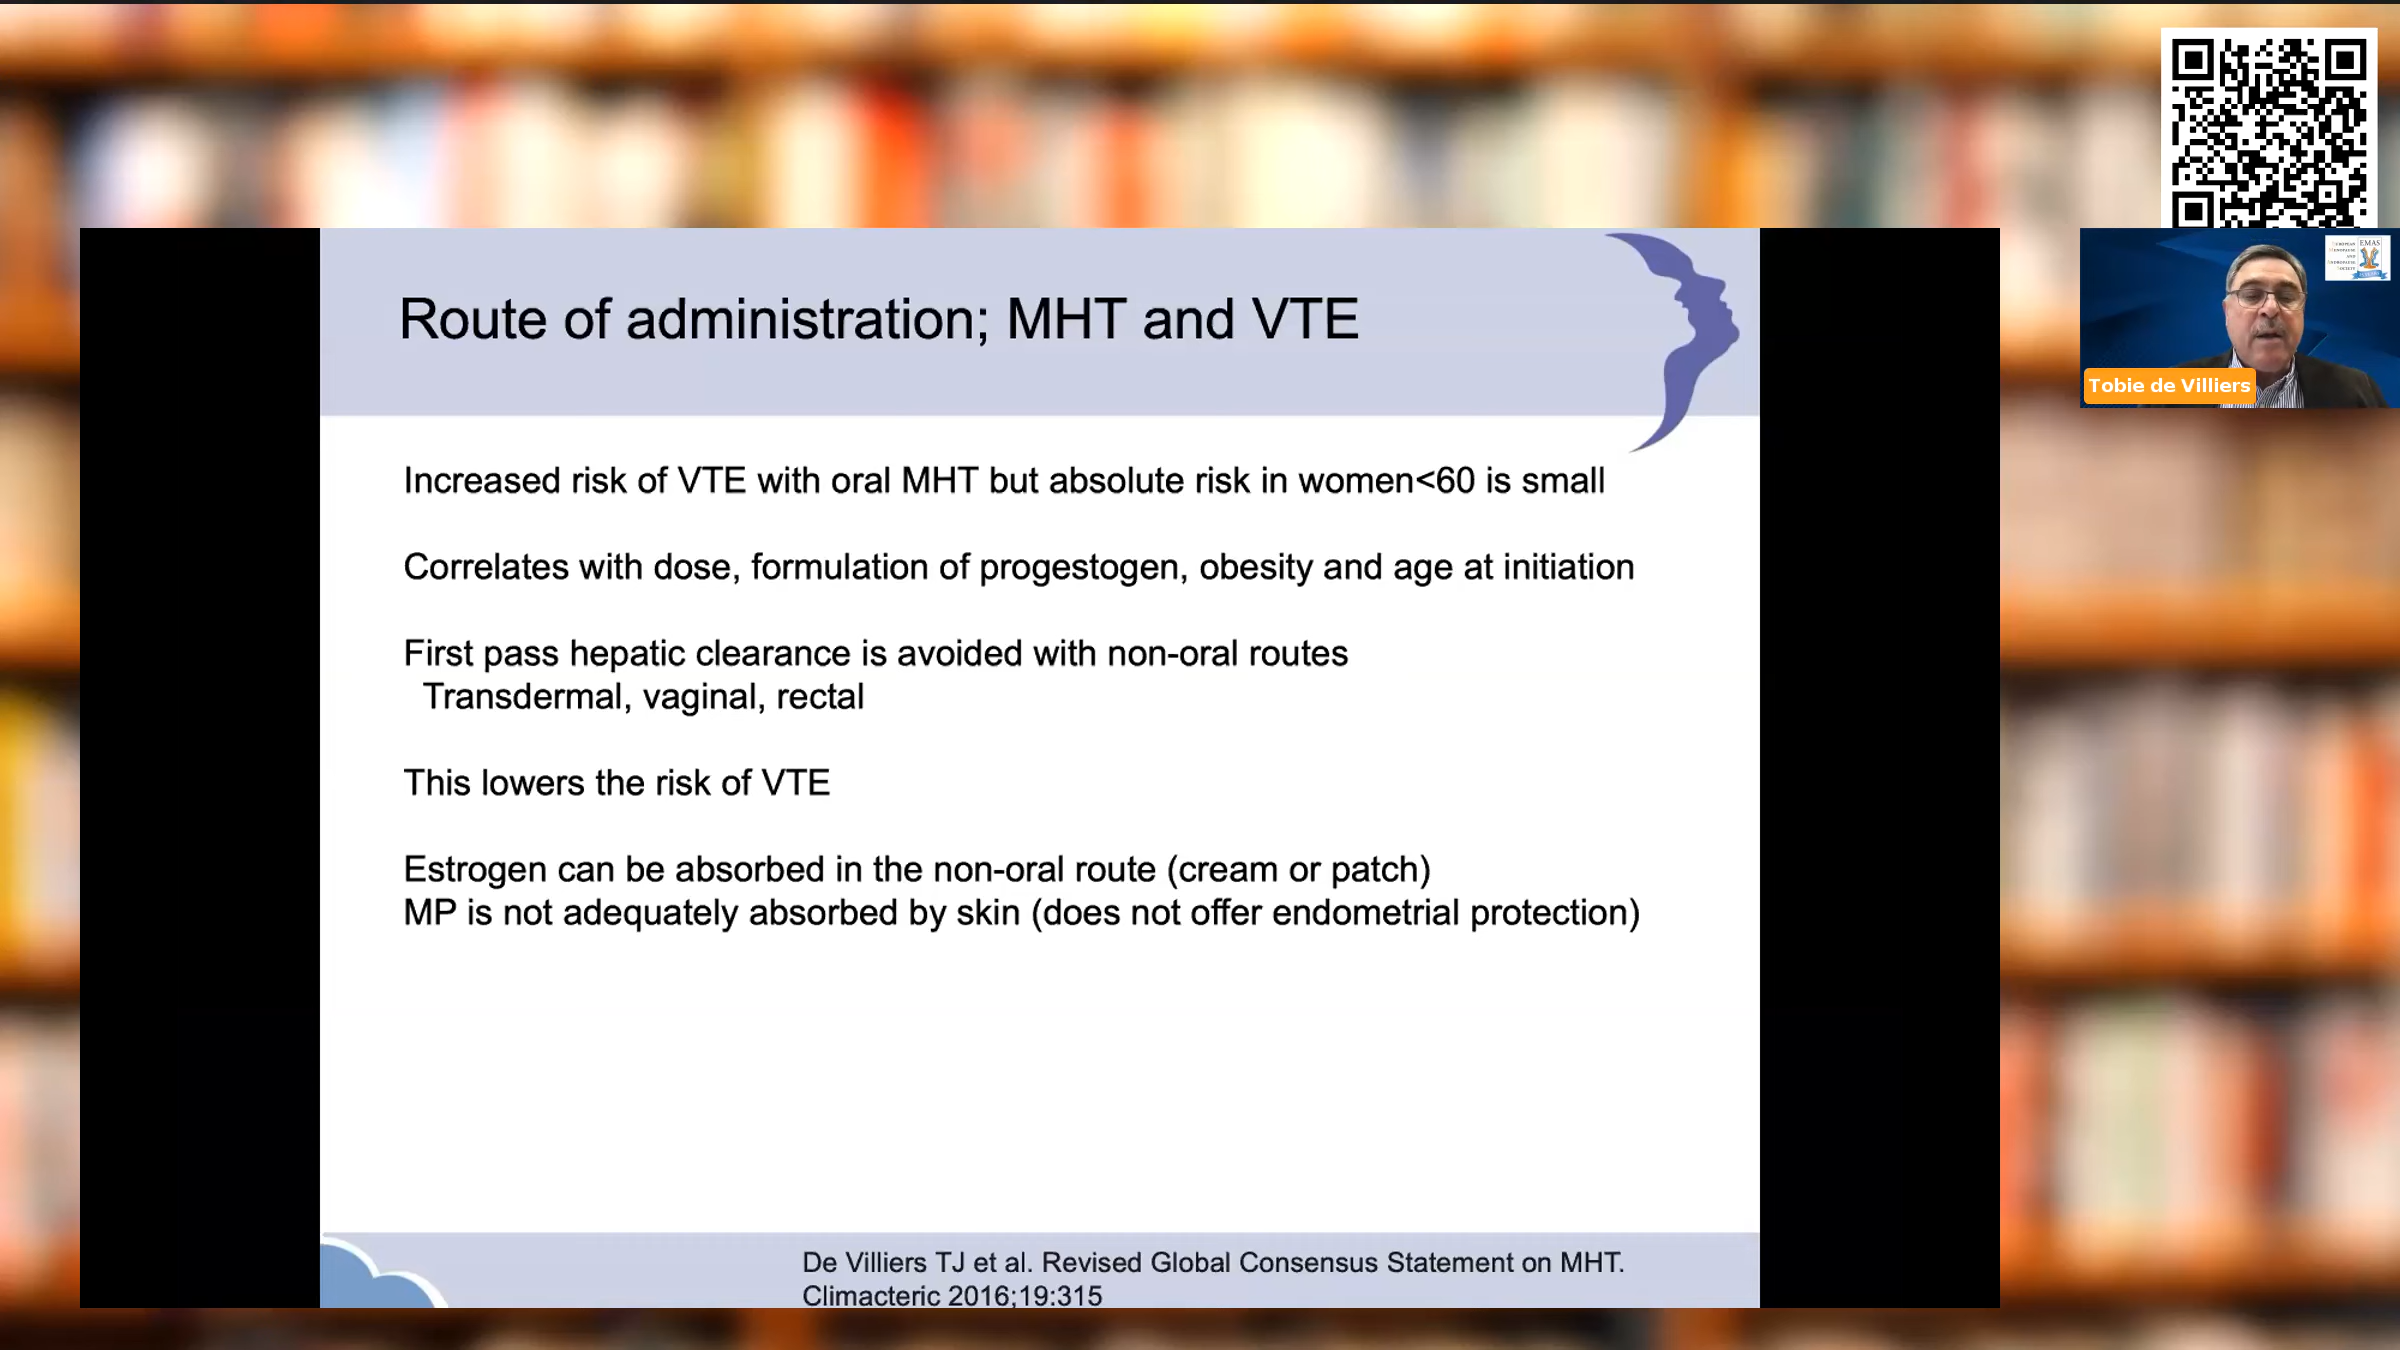 Route of administration; MHT and VTE
Increased risk of VTE with oral MHT but absolute risk in women<60 is small
Correlates with dose, formulation of progestogen, obesity and age at initiation
First pass hepatic clearance is avoided with non-oral routes
Transdermal, vaginal, rectal
This lowers the risk of VTE
Estrogen can be absorbed in the non-oral route (cream or patch)
MP is not adequately absorbed by skin (does not offer endometrial protection)
De Villiers TJ et al. Revised Global Consensus Statement on MHT.
Climacteric 2016;19:315
EMAS
Tobie de Villiers